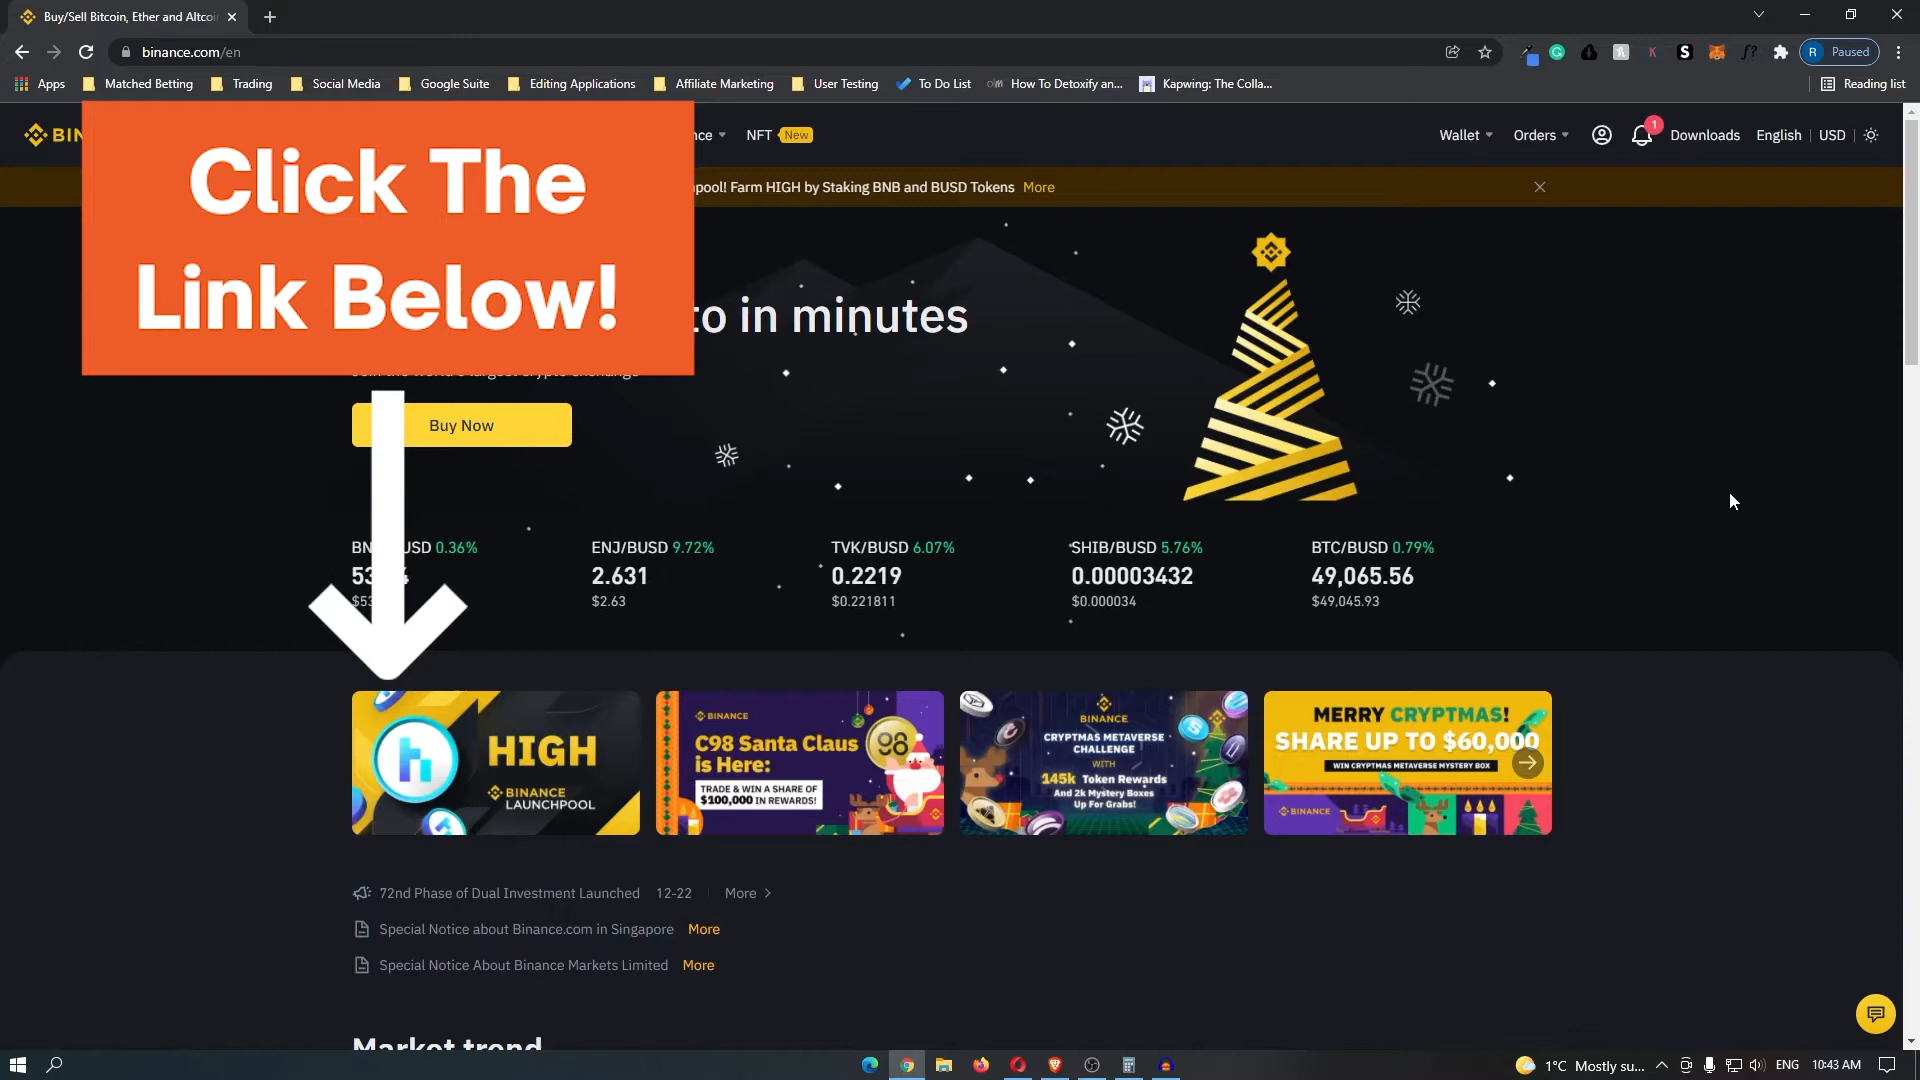 Buy/Sell Bitcoin, Ether and Altcoi
binance.com/en
Paused
Apps
Matched Betting
Trading
Social Media
Google Suite
Editing Applications
Affiliate Marketing
User Testing
To Do List
How To Detoxify an...
Kapwing: The Colla...
Reading list
Click The
Link Below!
NFT New
Wallet
Orders
1
Downloads
English
USD
Farm HIGH by Staking BNB and BUSD Tokens More
to in minutes
Buy Now
0.36%
ENJ/BUSD 9.72%
2.631
$2.63
TVK/BUSD 6.07%
0.2219
$0.221811
SHIB/BUSD 5.76%
0.00003432
$0.000034
BTC/BUSD 0.79%
49,065.56
$49,045.93
HIGH
BINANCE
LAUNCHPOOL
BINANCE
C98 Santa Claus
is Here:
TRADE & WIN A SHARE OF
$100,000 IN REWARDS!
98
BINANCE
CRYPTMAS METAVERSE
CHALLENGE
WITH
145k Token Rewards
And 2k Mystery Boxes
Up For Grabs!
MERRY CRYPTMAS!
SHARE UP TO $60,000
WIN CRYPTMAS METAVERSE MYSTERY BOX
BINANCE
72nd Phase of Dual Investment Launched 12-22 More
Special Notice about Binance.com in Singapore More
Special Notice About Binance Markets Limited More
Market trend
1°C Mostly su...
ENG
10:43 AM